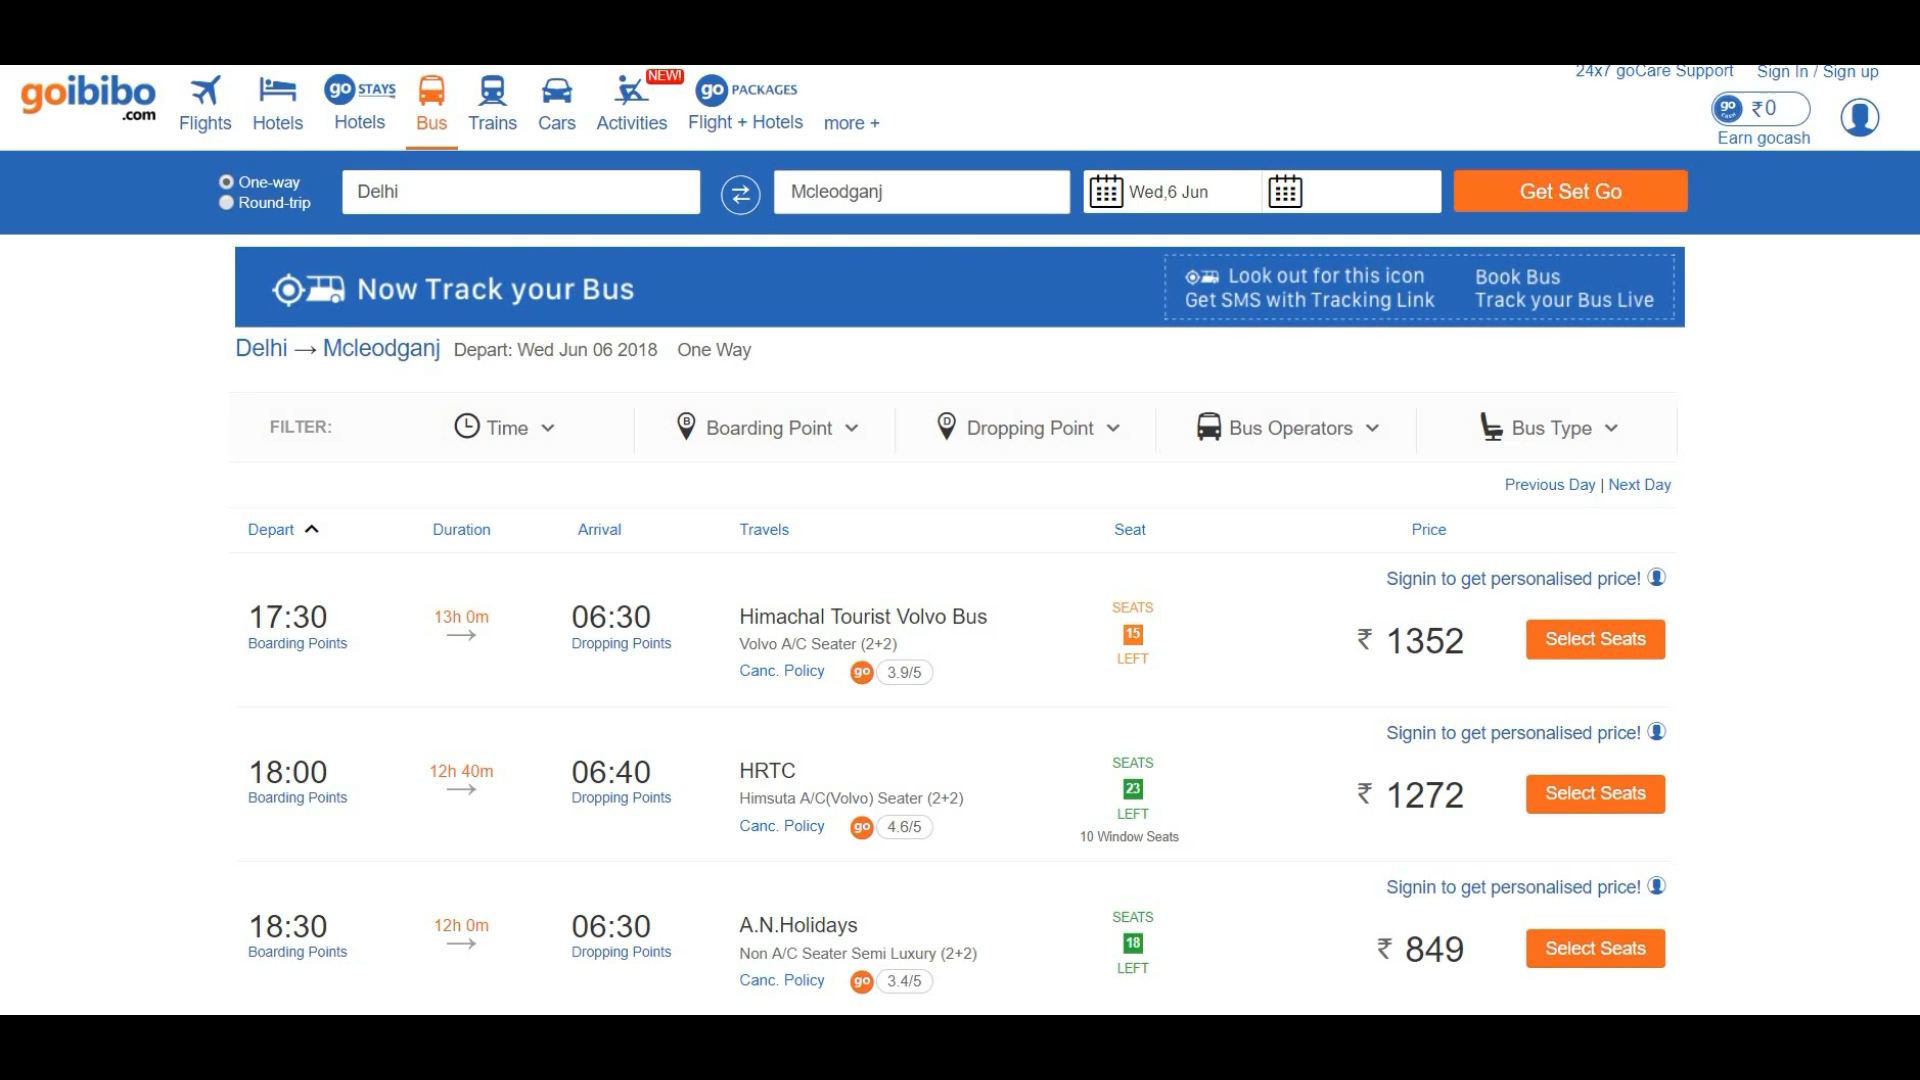 goibibo
.com
Flights
Hotels
go STAYS
Hotels
Bus
Trains
Cars
NEW!
Activities
go PACKAGES
Flight + Hotels
more +
24x7 goCare Support
Sign In / Sign up
go
CASH
₹0
Earn gocash
One-way
Round-trip
Delhi
Mcleodganj
Wed,6 Jun
Get Set Go
Now Track your Bus
Look out for this icon
Get SMS with Tracking Link
Book Bus
Track your Bus Live
Delhi → Mcleodganj Depart: Wed Jun 06 2018 One Way
FILTER:
Time
B
Boarding Point
D
Dropping Point
Bus Operators
Bus Type
Previous Day | Next Day
Depart Duration Arrival Travels Seat Price
Signin to get personalised price!
17:30
Boarding Points
13h 0m
06:30
Dropping Points
Himachal Tourist Volvo Bus
Volvo A/C Seater (2+2)
Canc. Policy go 3.9/5
SEATS
15
LEFT
₹ 1352
Select Seats
Signin to get personalised price!
18:00
Boarding Points
12h 40m
06:40
Dropping Points
HRTC
Himsuta A/C(Volvo) Seater (2+2)
Canc. Policy go 4.6/5
SEATS
23
LEFT
10 Window Seats
₹ 1272
Select Seats
Signin to get personalised price!
18:30
Boarding Points
12h 0m
06:30
Dropping Points
A.N.Holidays
Non A/C Seater Semi Luxury (2+2)
Canc. Policy go 3.4/5
SEATS
18
LEFT
₹ 849
Select Seats